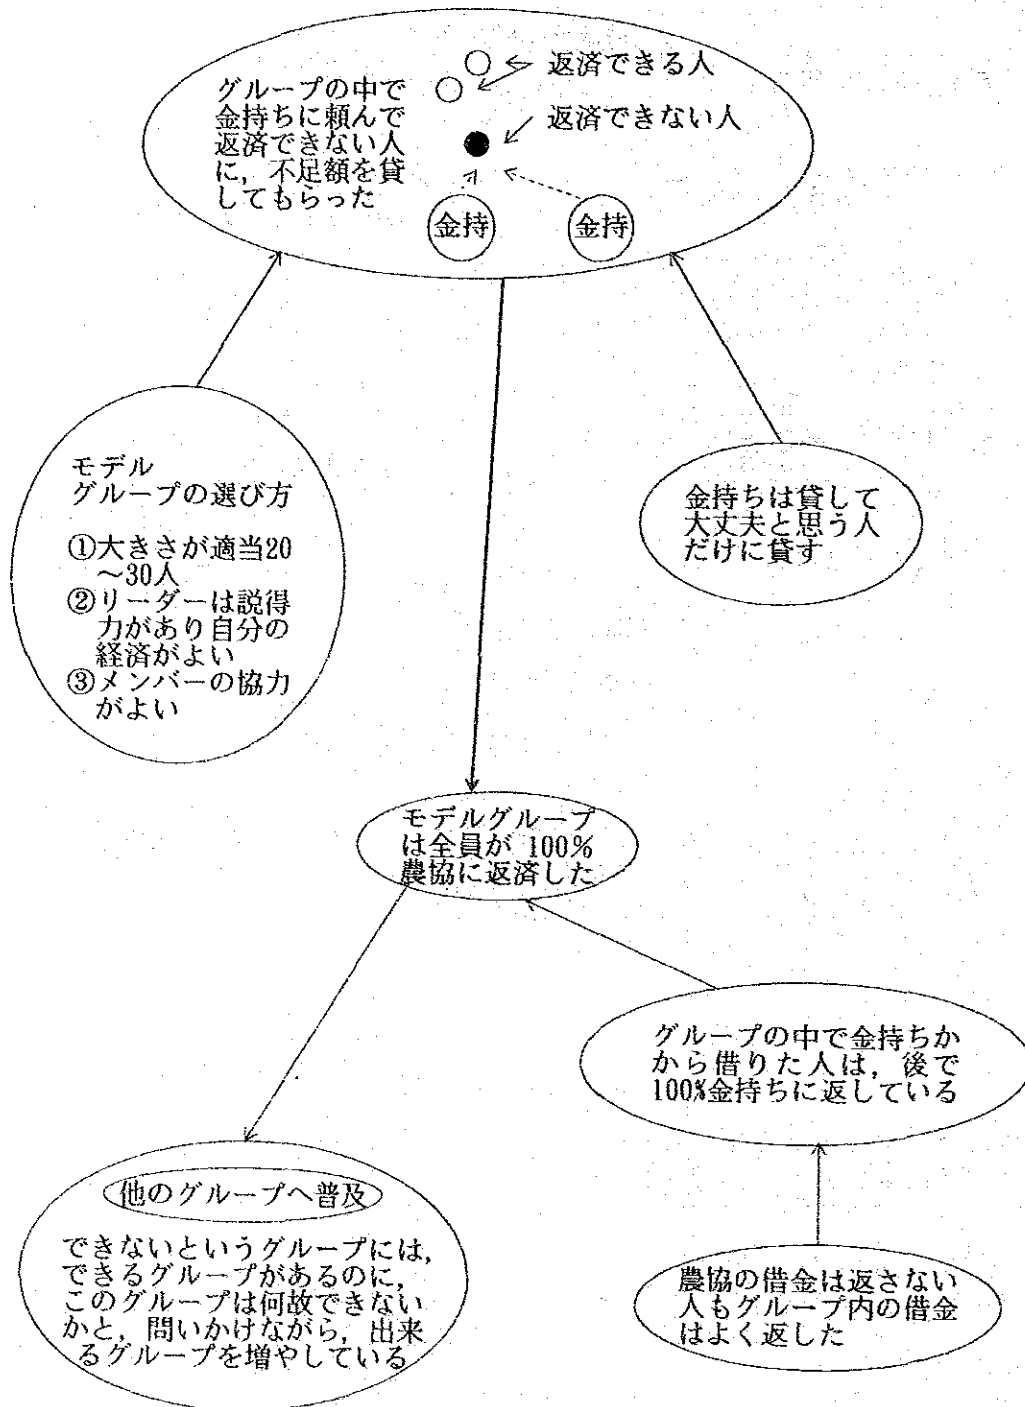 グループの中で
金持ちに頼んで
返済できない人
に，不足額を貸
してもらった
返済できる人
返済できない人
金持
金持
モデル
グループの選び方
①大きさが適当20
～30人
②リーダーは説得
力があり自分の
経済がよい
③メンバーの協力
がよい
金持ちは貸して
大丈夫と思う人
だけに貸す
モデルグループ
は全員が 100%
農協に返済した
グループの中で金持ちか
から借りた人は，後で
100%金持ちに返している
他のグループへ普及
できないというグループには，
できるグループがあるのに，
このグループは何故できない
かと，問いかけながら，出来
るグループを増やしている
農協の借金は返さない
人もグループ内の借金
はよく返した